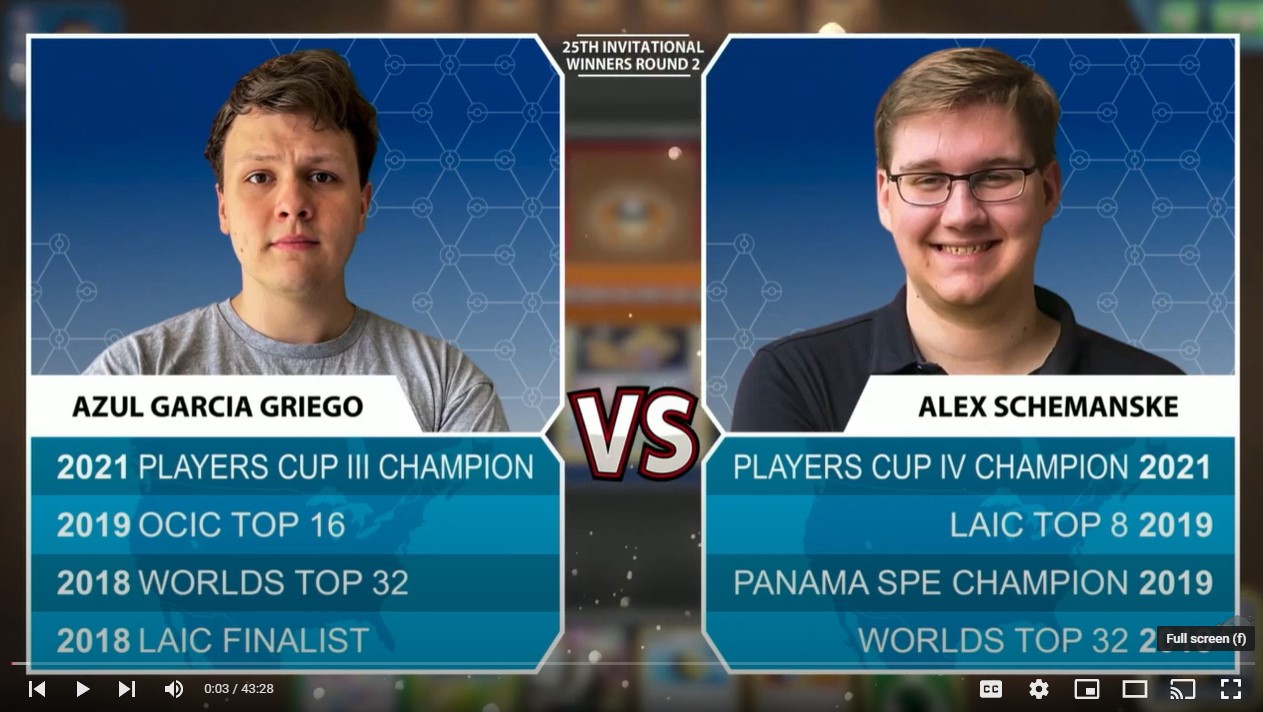 25TH INVITATIONAL
WINNERS ROUND 2
AZUL GARCIA GRIEGO
2021 PLAYERS CUP III CHAMPION
2019 OCIC TOP 16
2018 WORLDS TOP 32
2018 LAIC FINALIST
VS
ALEX SCHEMANSKE
PLAYERS CUP IV CHAMPION 2021
LAIC TOP 8 2019
PANAMA SPE CHAMPION 2019
WORLDS TOP 32
Full screen (f)
0:03 / 43:28
CC